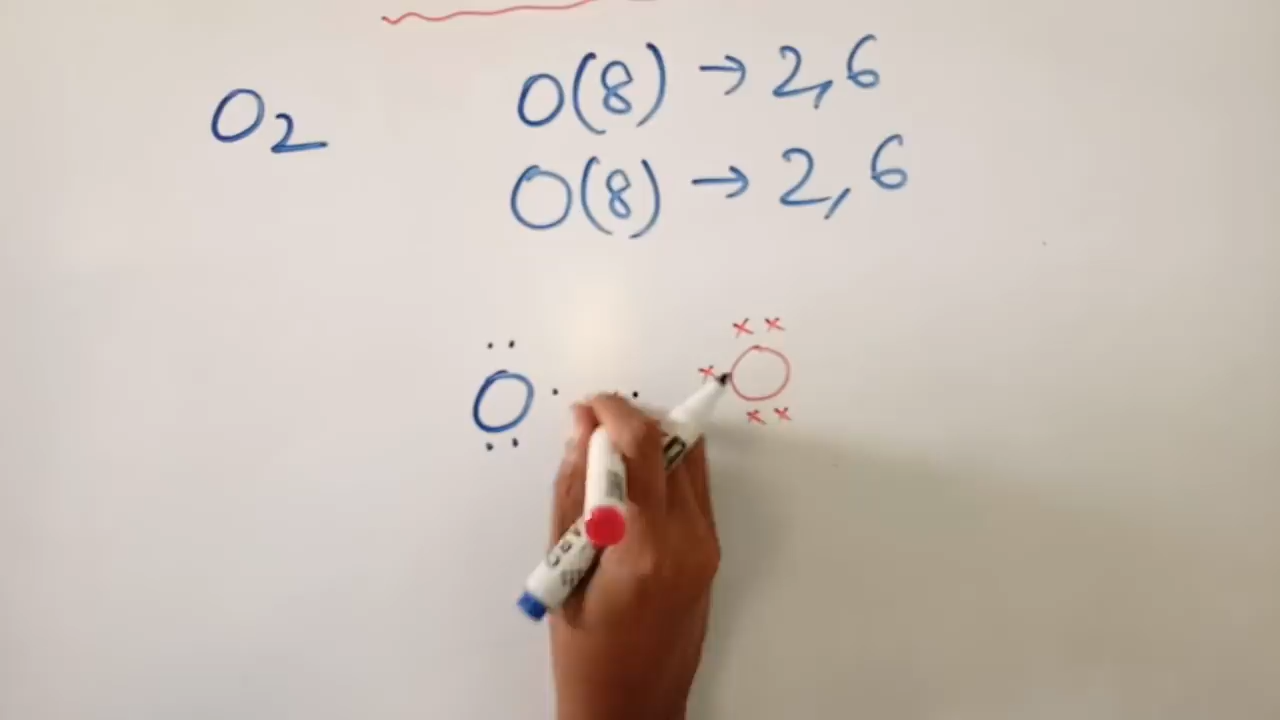 O2
O(8) → 2,6
O(8) → 2,6
O
O